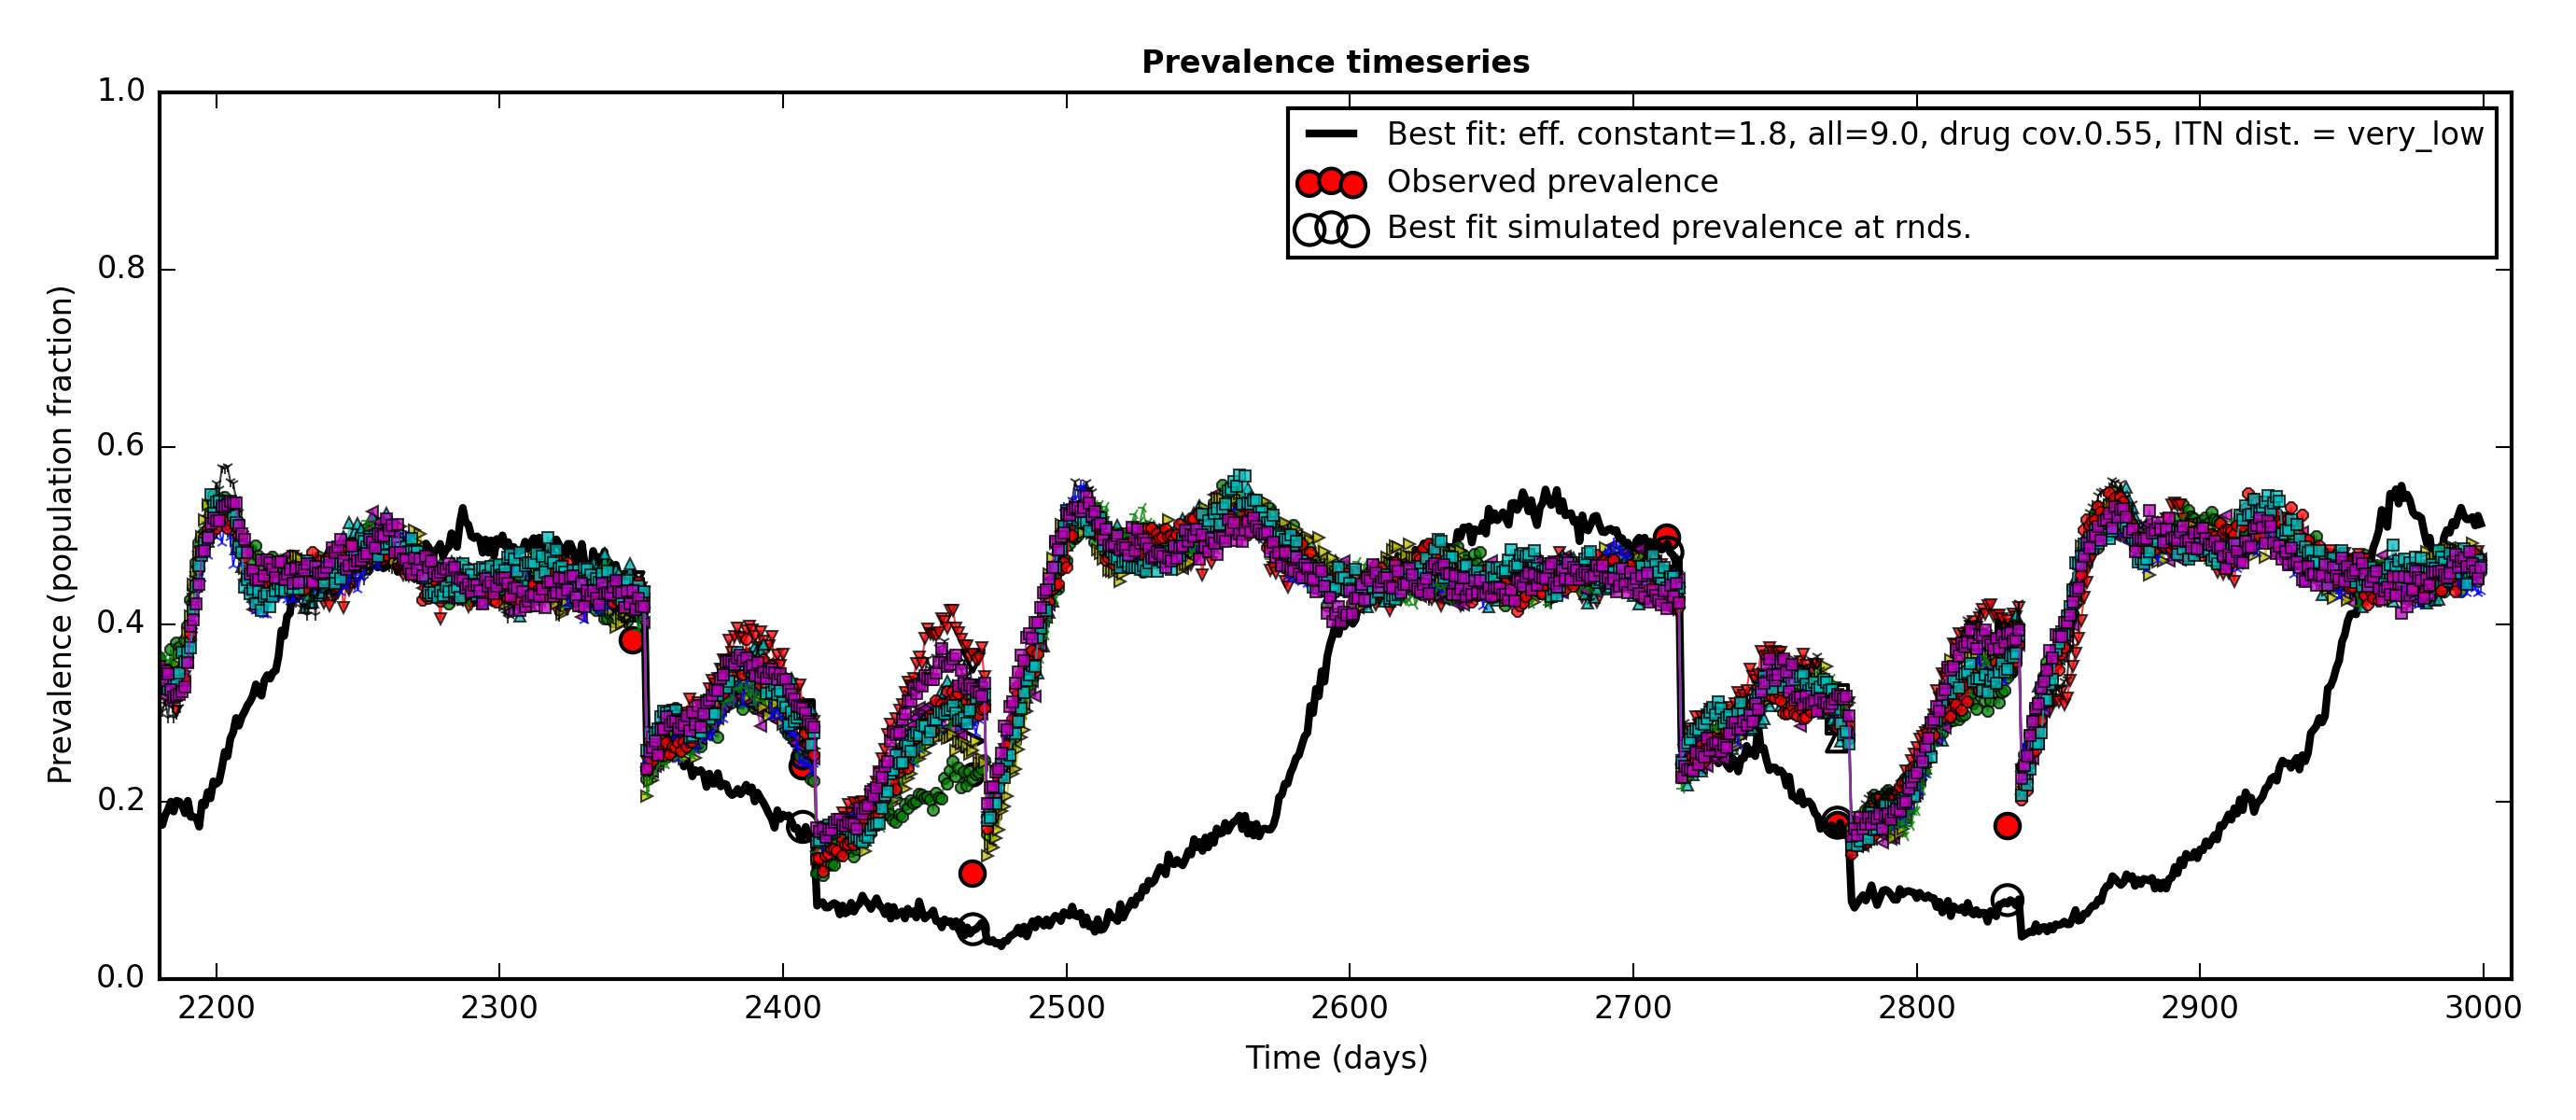 Prevalence timeseries
1.0
0.8
0.6
0.4
0.2
0.0
Prevalence (population fraction)
Best fit: eff. constant=1.8, all=9.0, drug cov.0.55, ITN dist. = very_low
Observed prevalence
Best fit simulated prevalence at rnds.
2200 2300 2400 2500 2600 2700 2800 2900 3000
Time (days)